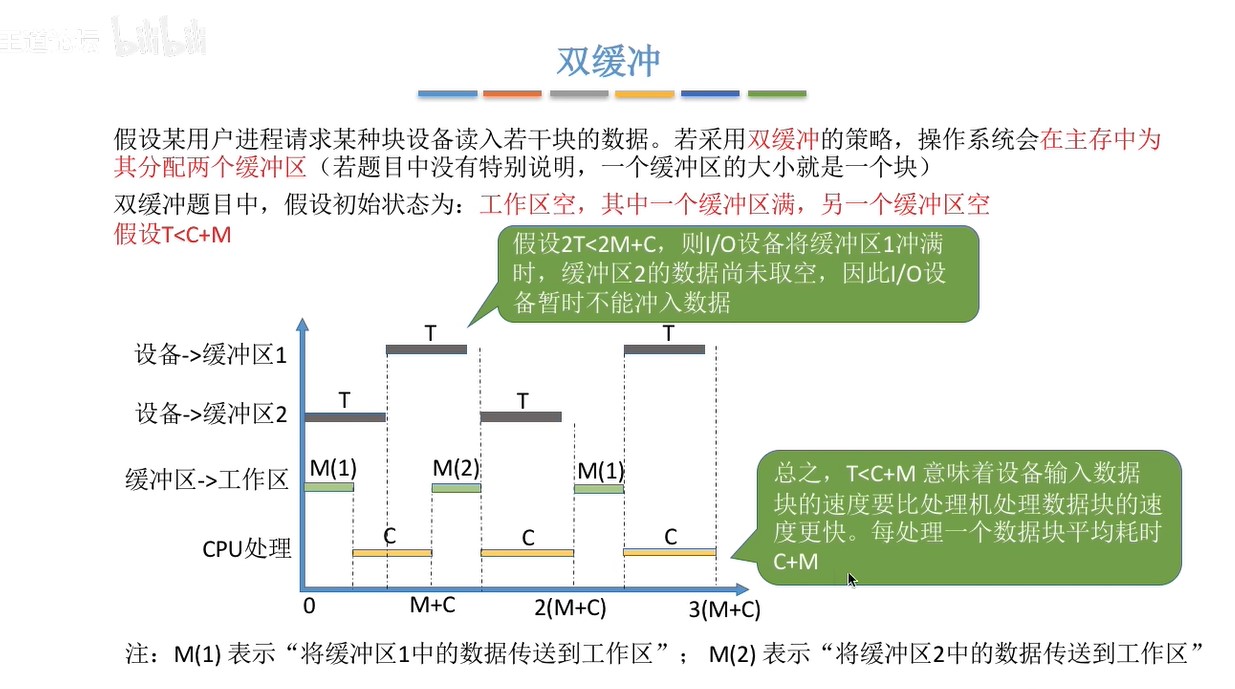 王道论坛 bilibili
双缓冲
假设某用户进程请求某种块设备读入若干块的数据。若采用双缓冲的策略，操作系统会在主存中为
其分配两个缓冲区（若题目中没有特别说明，一个缓冲区的大小就是一个块）
双缓冲题目中，假设初始状态为：工作区空，其中一个缓冲区满，另一个缓冲区空
假设T<C+M
假设2T<2M+C，则I/O设备将缓冲区1冲满
时，缓冲区2的数据尚未取空，因此I/O设
备暂时不能冲入数据
T T
设备->缓冲区1
T T
设备->缓冲区2
M(1) M(2) M(1)
缓冲区->工作区
C C C
CPU处理
总之，T<C+M 意味着设备输入数据
块的速度要比处理机处理数据块的速
度更快。每处理一个数据块平均耗时
C+M
0 M+C 2(M+C) 3(M+C)
注：M(1) 表示“将缓冲区1中的数据传送到工作区”； M(2) 表示“将缓冲区2中的数据传送到工作区”